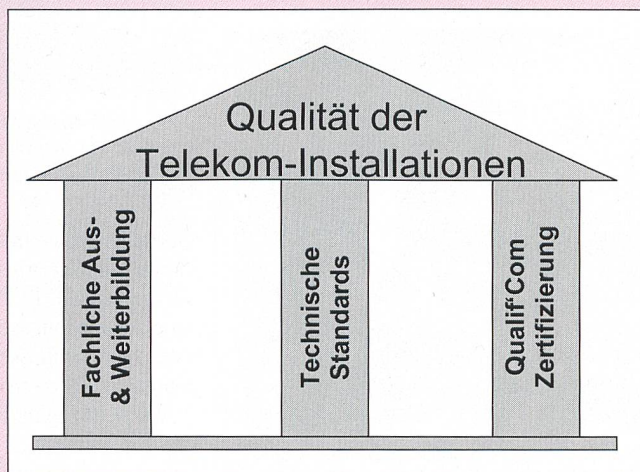 Qualität der
Telekom-Installationen
Fachliche Aus-
& Weiterbildung
Technische
Standards
Qualif'Com
Zertifizierung